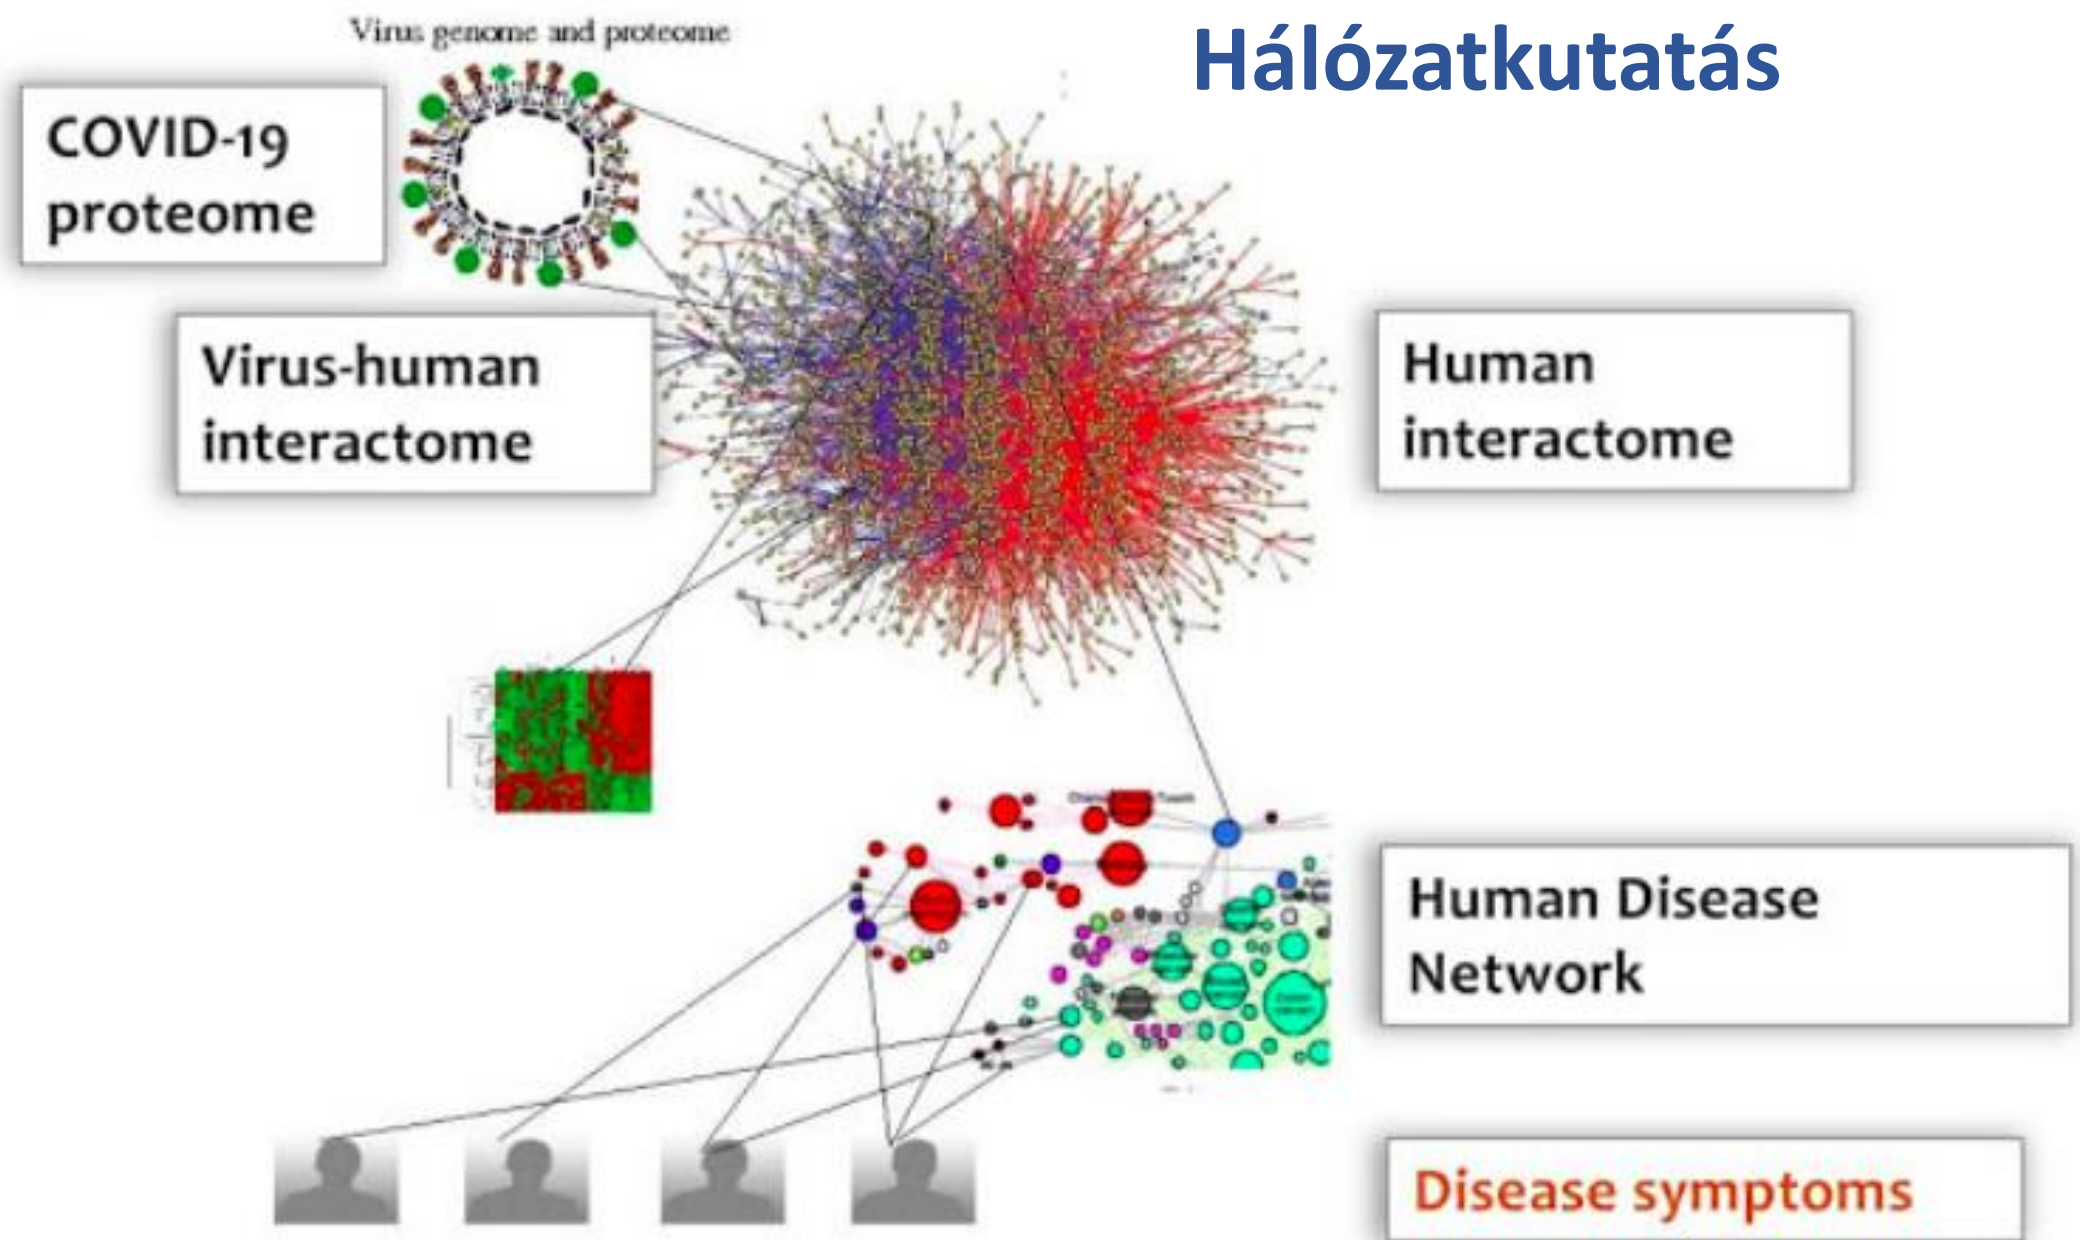 Virus genome and proteome
Hálózatkutatás
COVID-19
proteome
Virus-human
interactome
Human
interactome
Human Disease
Network
Disease symptoms